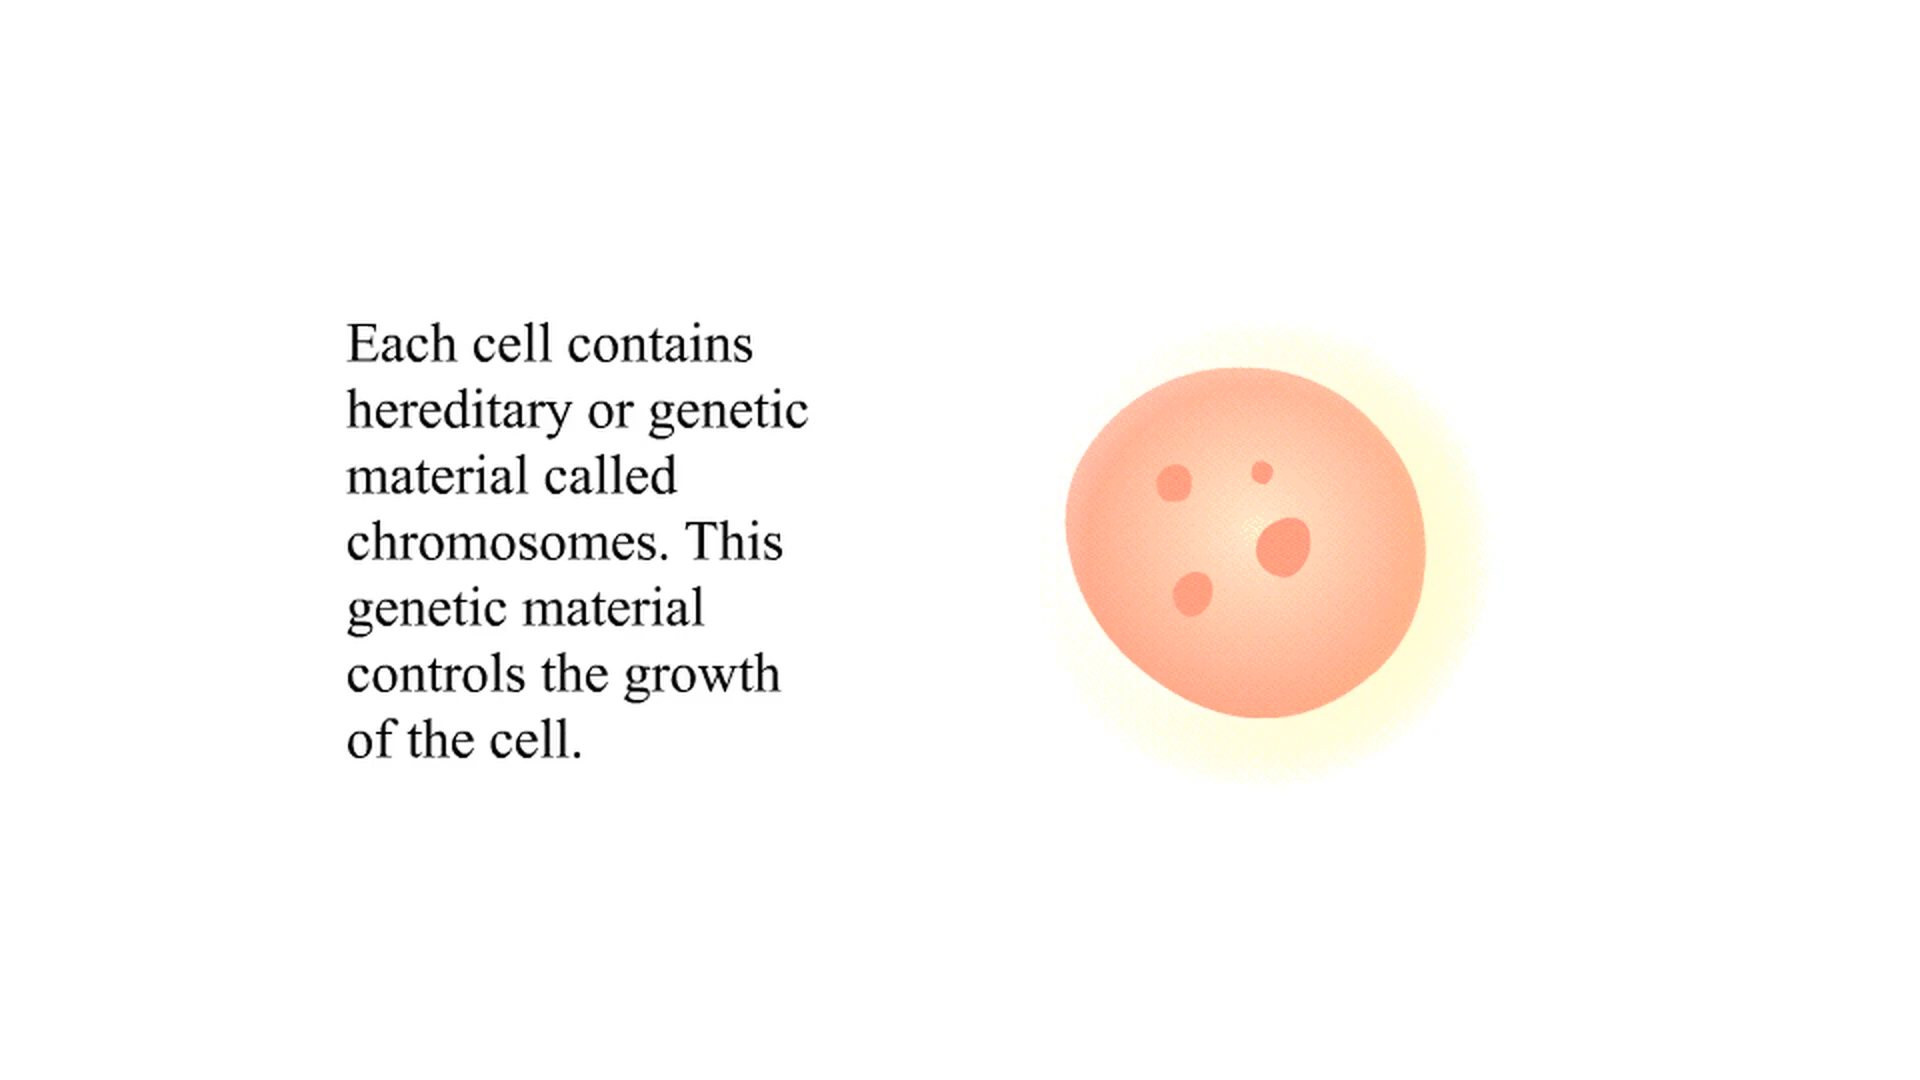 Each cell contains
hereditary or genetic
material called
chromosomes. This
genetic material
controls the growth
of the cell.